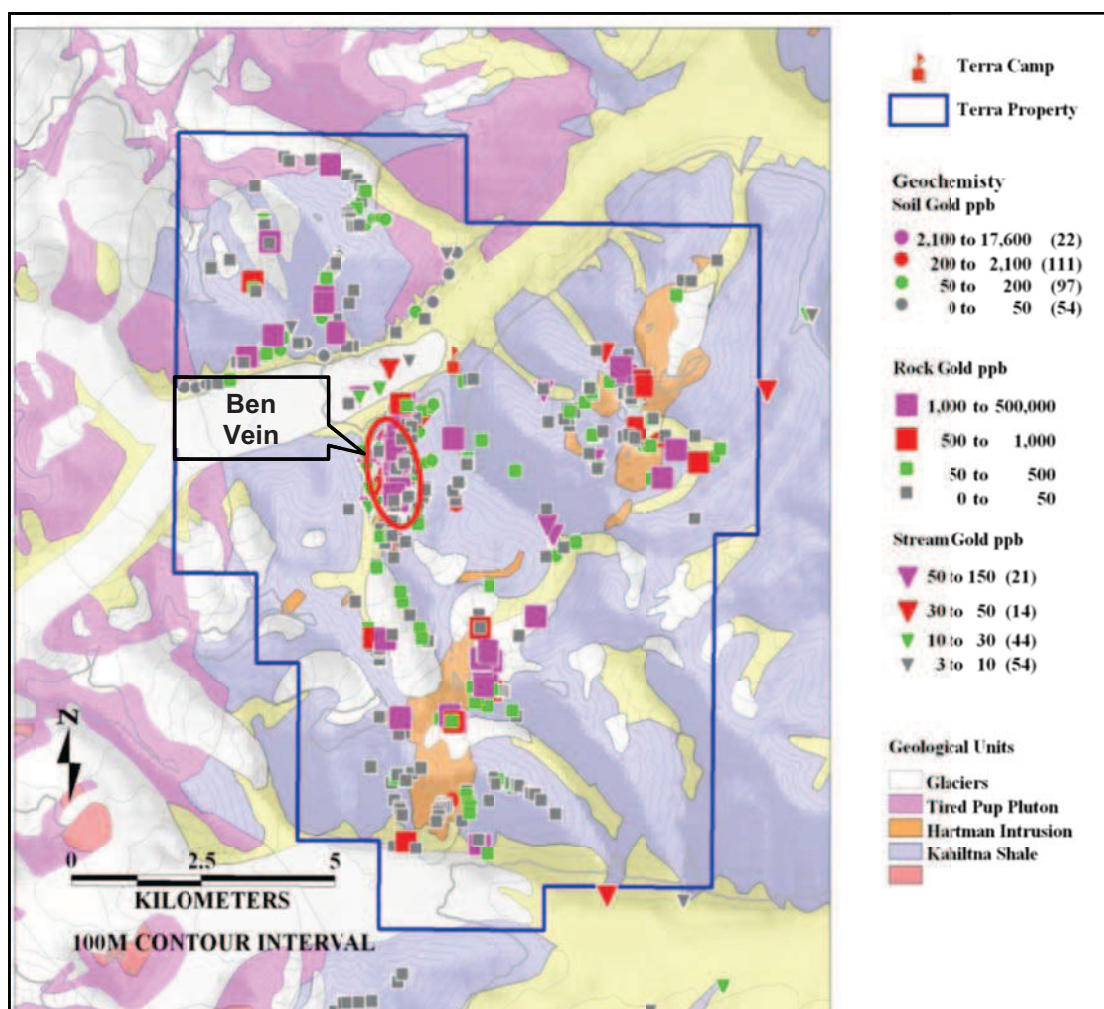 Terra Camp
Terra Property
Geochemisty
Soil Gold ppb
2,100 to 17,600 (22)
200 to 2,100 (111)
50 to 200 (97)
0 to 50 (54)
Rock Gold ppb
1,000 to 500,000
500 to 1,000
50 to 500
0 to 50
Stream Gold ppb
50 to 150 (21)
30 to 50 (14)
10 to 30 (44)
3 to 10 (54)
Geological Units
Glaciers
Tired Pup Pluton
Hartman Intrusion
Kahiltna Shale
Ben
Vein
N
0 2.5 5
KILOMETERS
100M CONTOUR INTERVAL